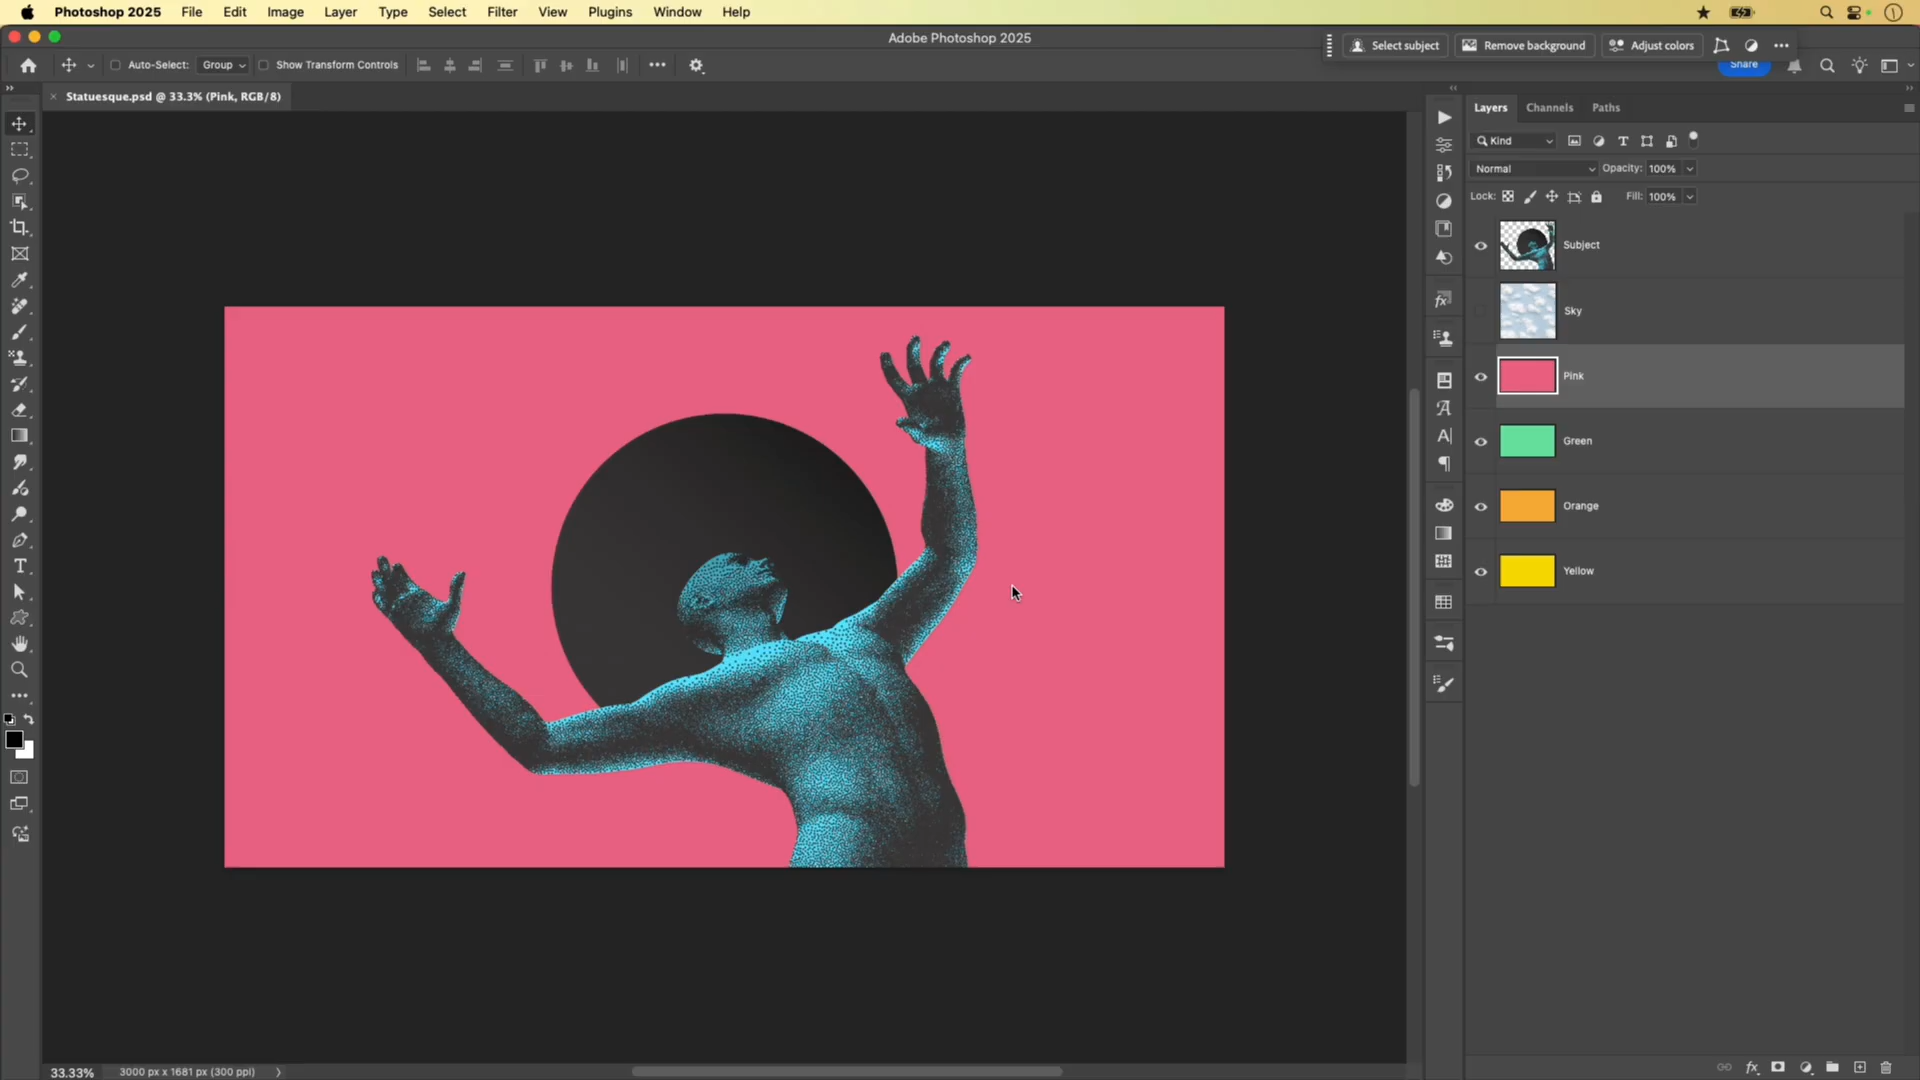 Photoshop 2025 File Edit Image Layer Type Select Filter View Plugins Window Help
Adobe Photoshop 2025
Select subject Remove background Adjust colors
Auto-Select: Group Show Transform Controls
Share
Statuesque.psd @ 33.3% (Pink, RGB/8)
Layers Channels Paths
Kind
Normal Opacity: 100%
Lock: Fill: 100%
Subject
Sky
Pink
Green
Orange
Yellow
33.33% 3000 px x 1681 px (300 ppi)